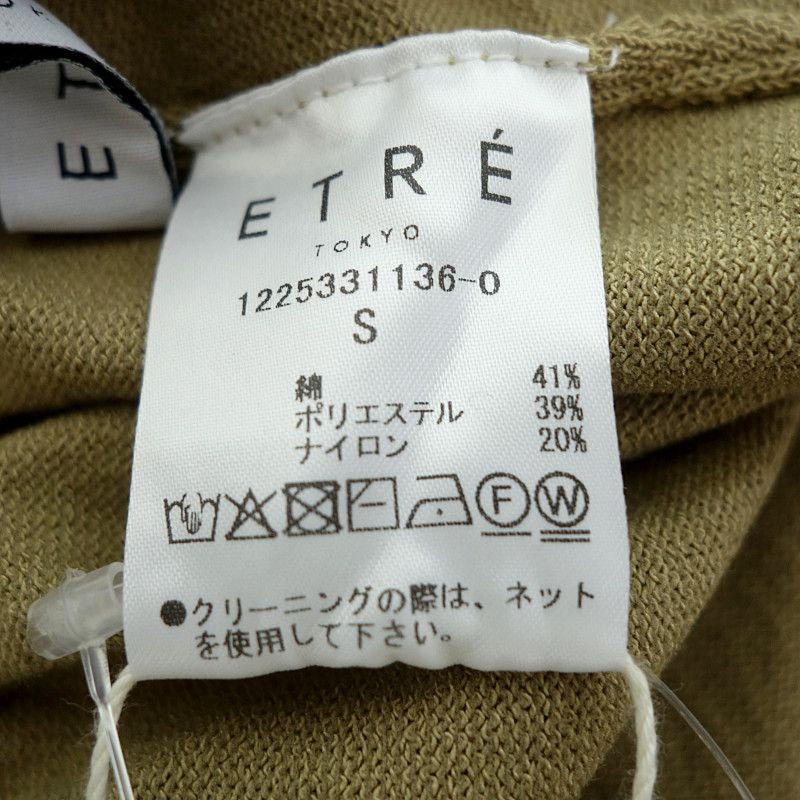 ET
ETRÉ
TOKYO
1225331136-0
S
綿 41%
ポリエステル 39%
ナイロン 20%
F W
●クリーニングの際は、ネット
を使用して下さい。